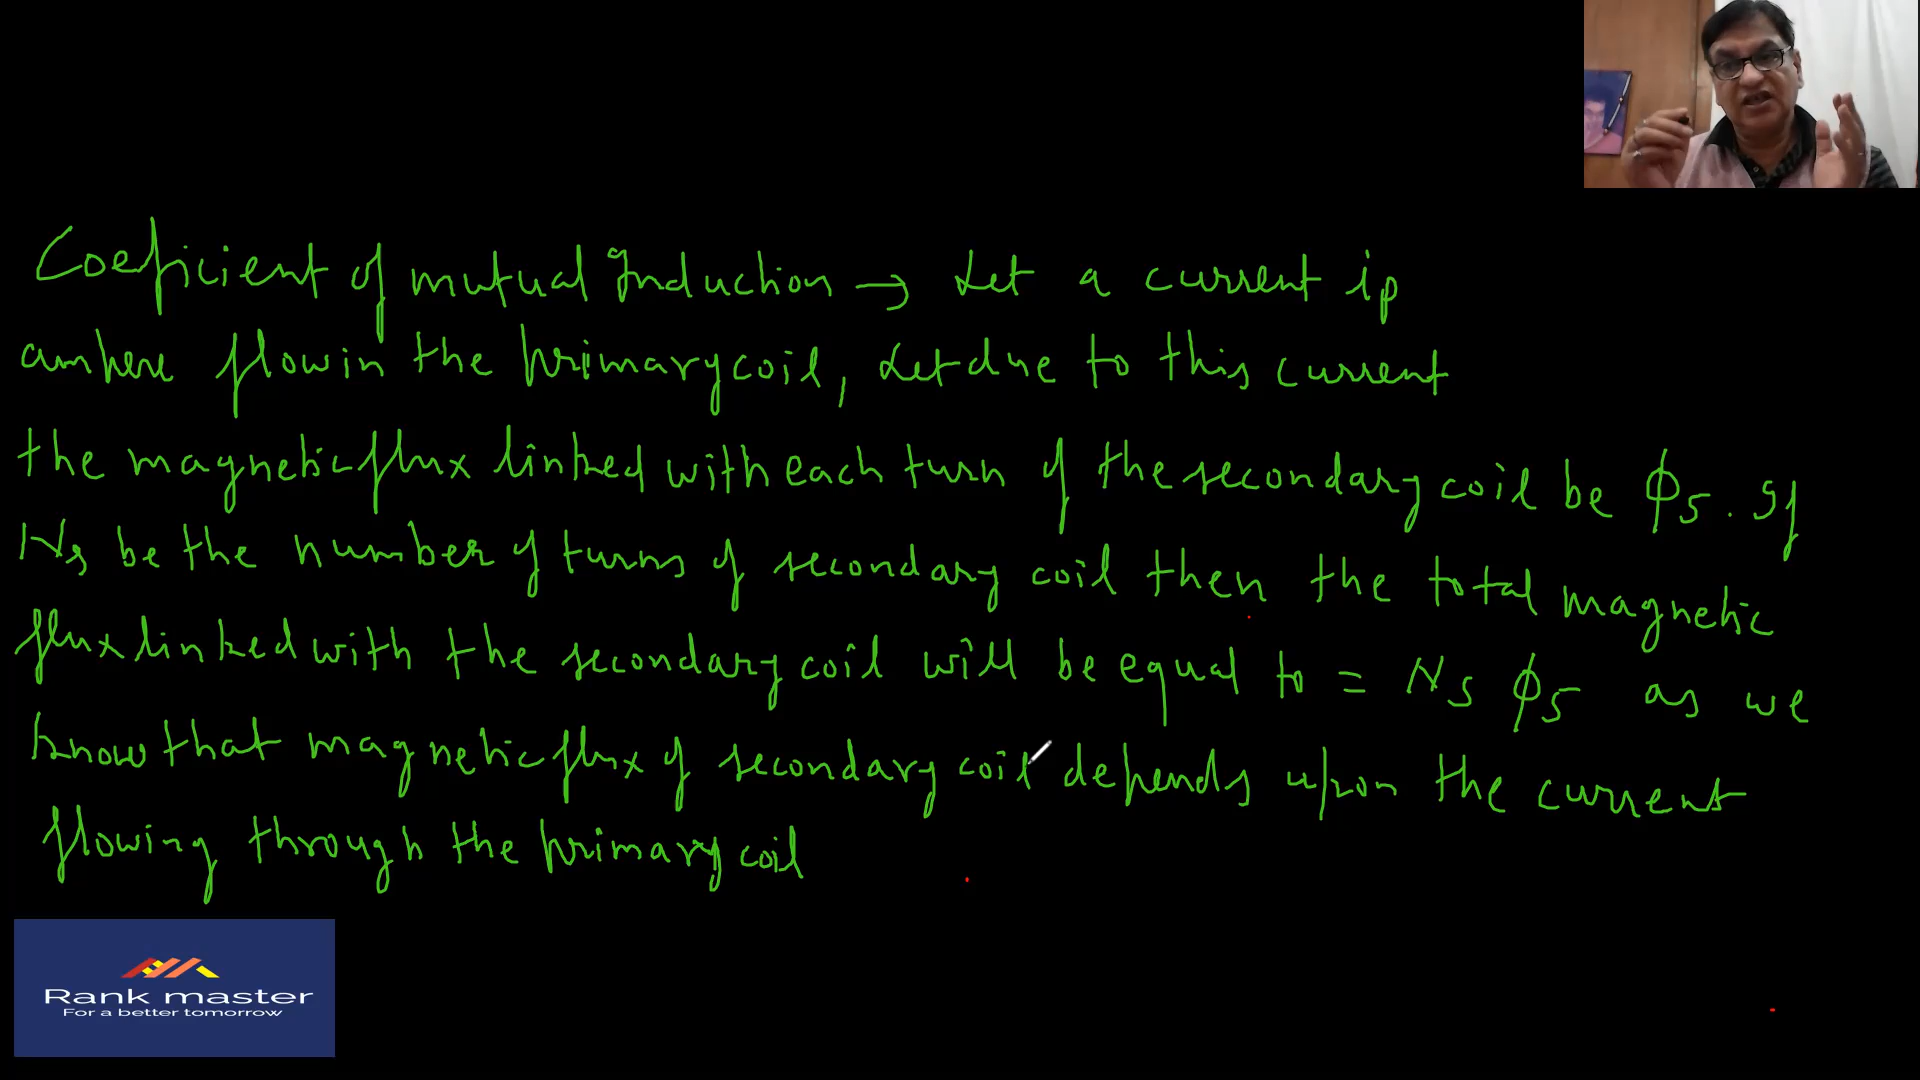 Coeficient of mutual Induction → Let a current ip
ampere flow in the primary coil, Let due to this current
the magnetic flux linked with each turn of the secondary coil be ϕs. If
Ns be the number of turns of secondary coil then the total magnetic
flux linked with the secondary coil will be equal to = Ns ϕs as we
know that magnetic flux of secondary coil depends upon the current
flowing through the primary coil
Rank master
For a better tomorrow